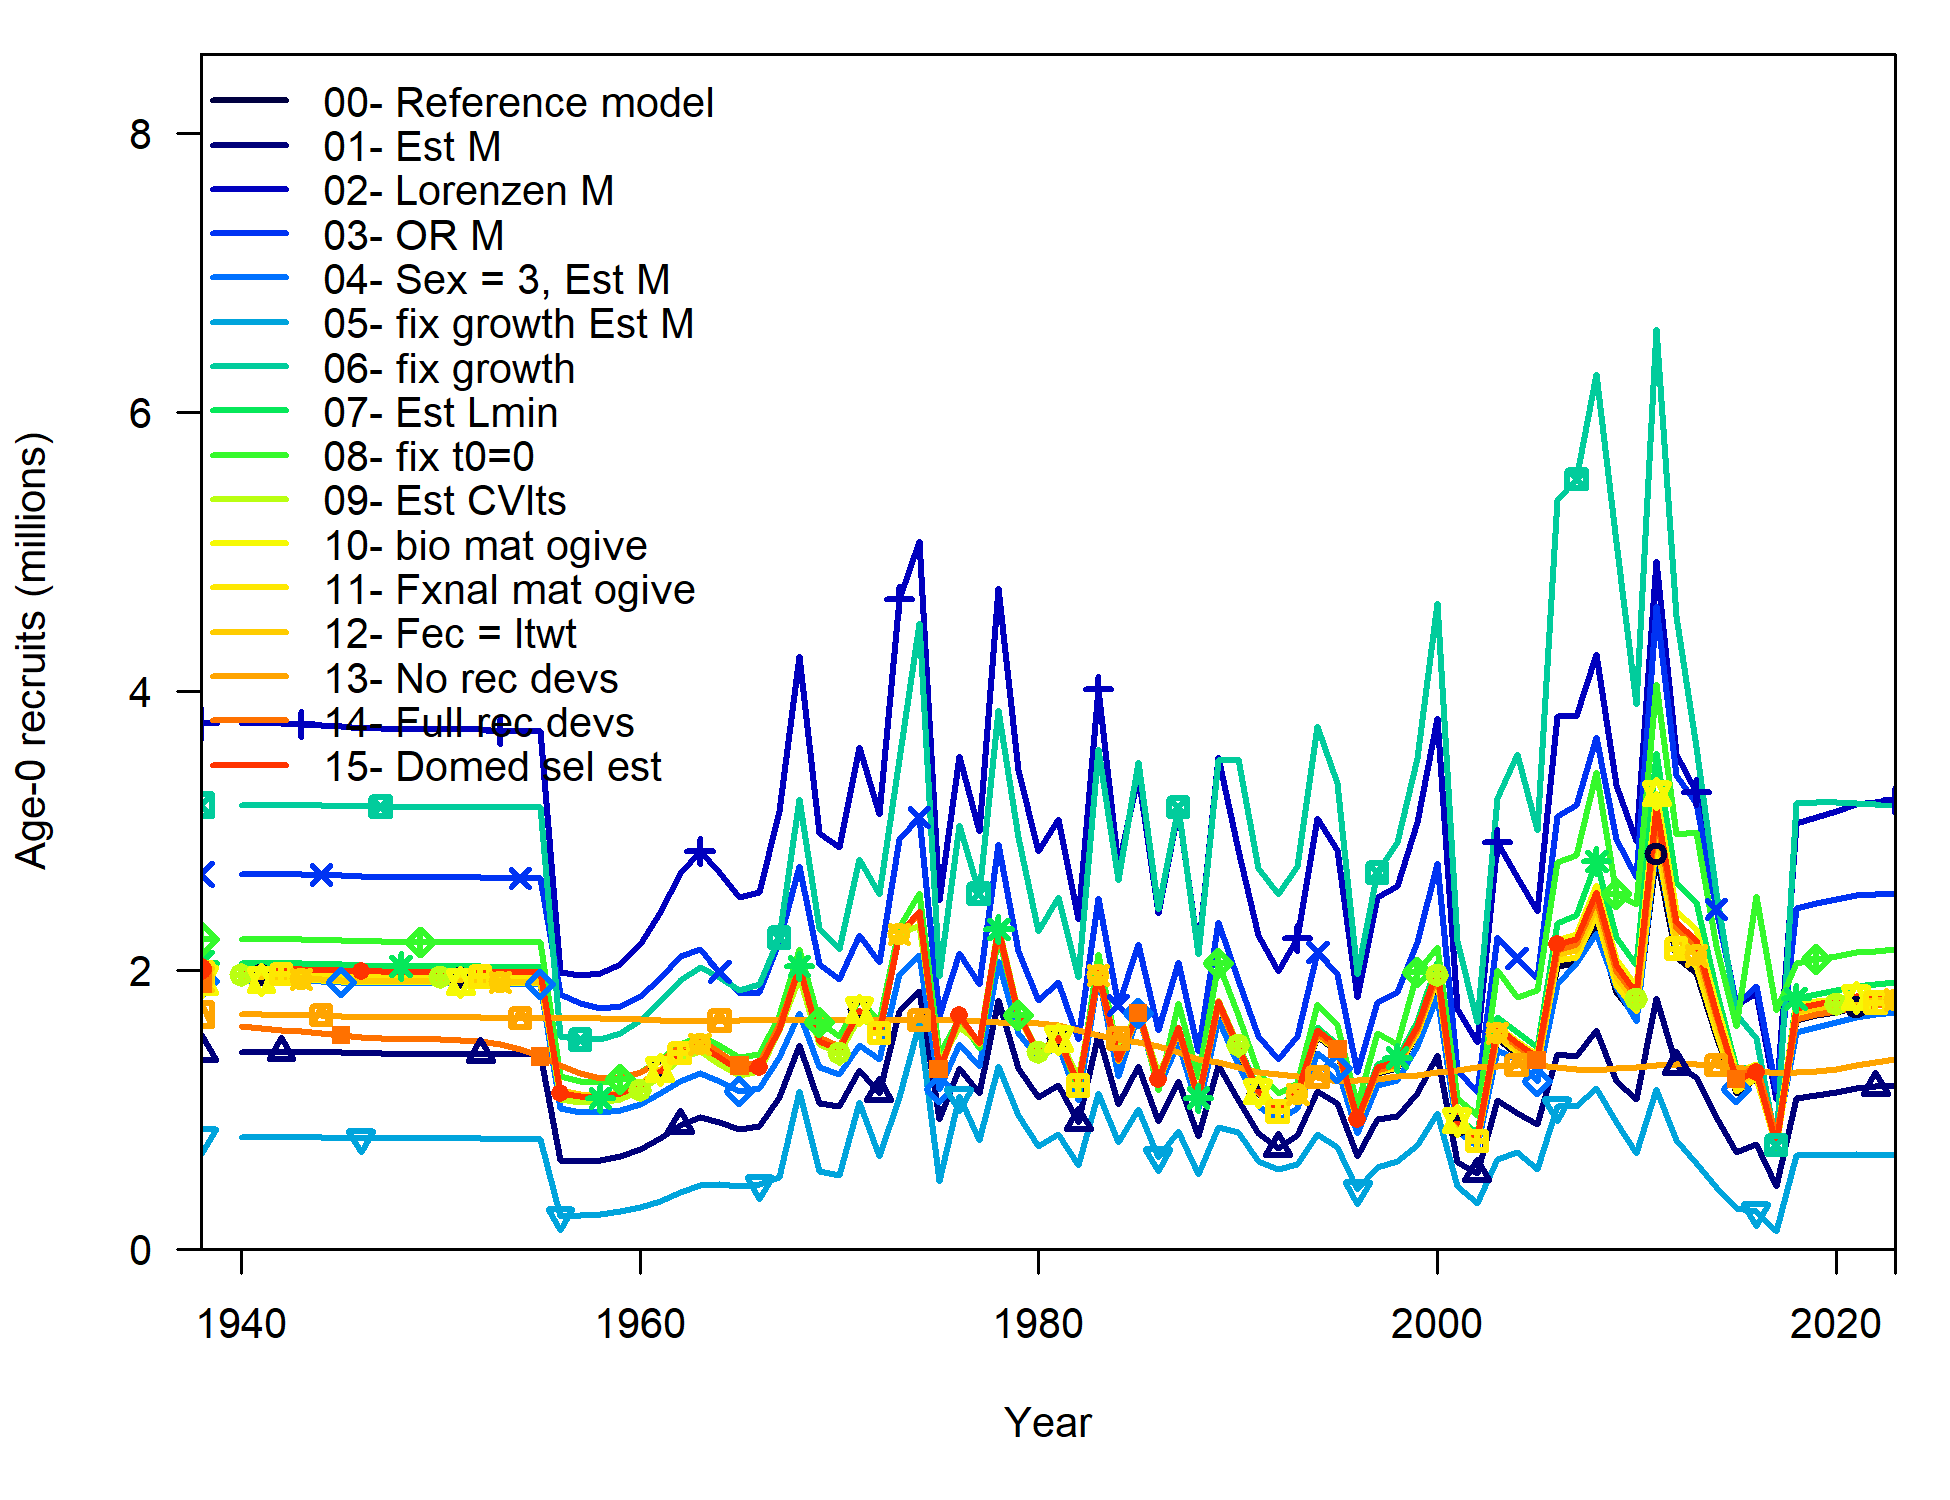 00- Reference model
01- Est M
02- Lorenzen M
03- OR M
04- Sex = 3, Est M
05- fix growth Est M
06- fix growth
07- Est Lmin
08- fix t0=0
09- Est CVlts
10- bio mat ogive
11- Fxnal mat ogive
12- Fec = ltwt
13- No rec devs
14- Full rec devs
15- Domed sel est
Age-0 recruits (millions)
8
6
4
2
0
1940 1960 1980 2000 2020
Year